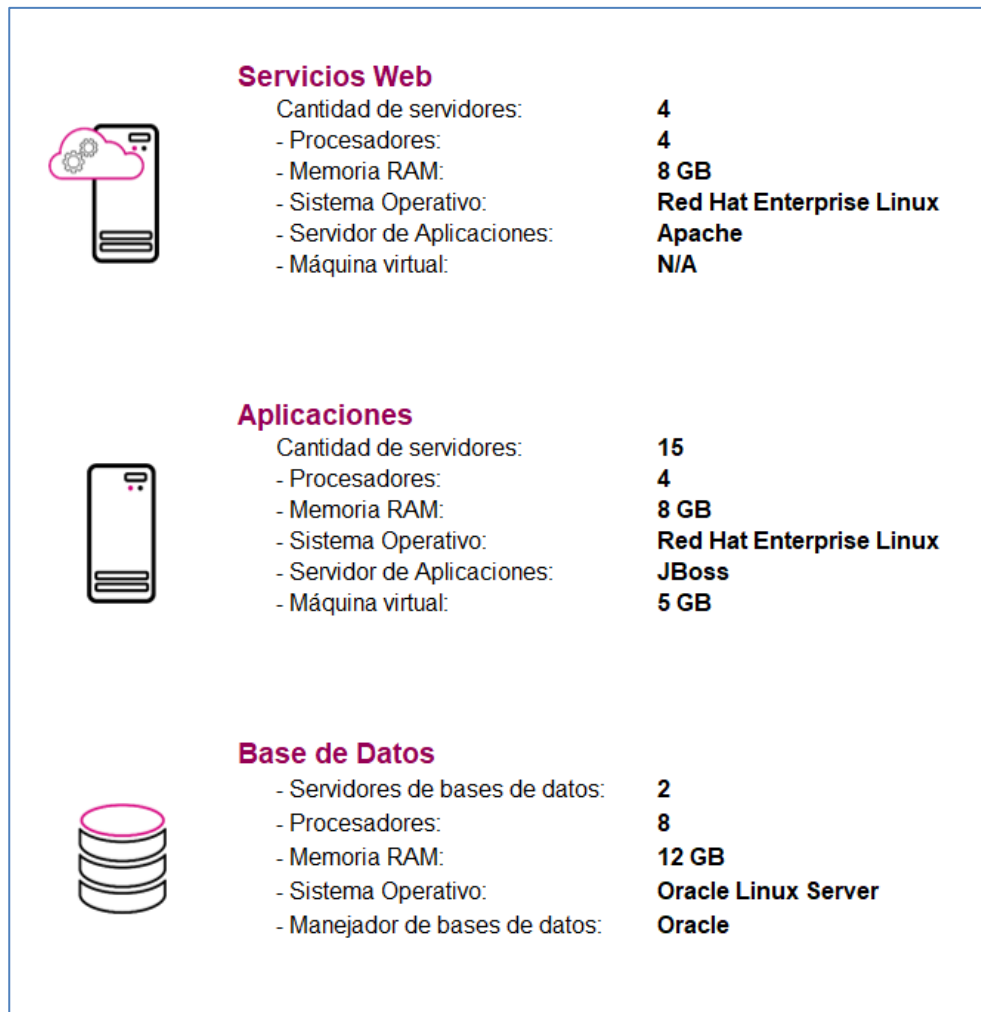 Servicios Web
Cantidad de servidores: 4
- Procesadores: 4
- Memoria RAM: 8 GB
- Sistema Operativo: Red Hat Enterprise Linux
- Servidor de Aplicaciones: Apache
- Máquina virtual: N/A
Aplicaciones
Cantidad de servidores: 15
- Procesadores: 4
- Memoria RAM: 8 GB
- Sistema Operativo: Red Hat Enterprise Linux
- Servidor de Aplicaciones: JBoss
- Máquina virtual: 5 GB
Base de Datos
- Servidores de bases de datos: 2
- Procesadores: 8
- Memoria RAM: 12 GB
- Sistema Operativo: Oracle Linux Server
- Manejador de bases de datos: Oracle